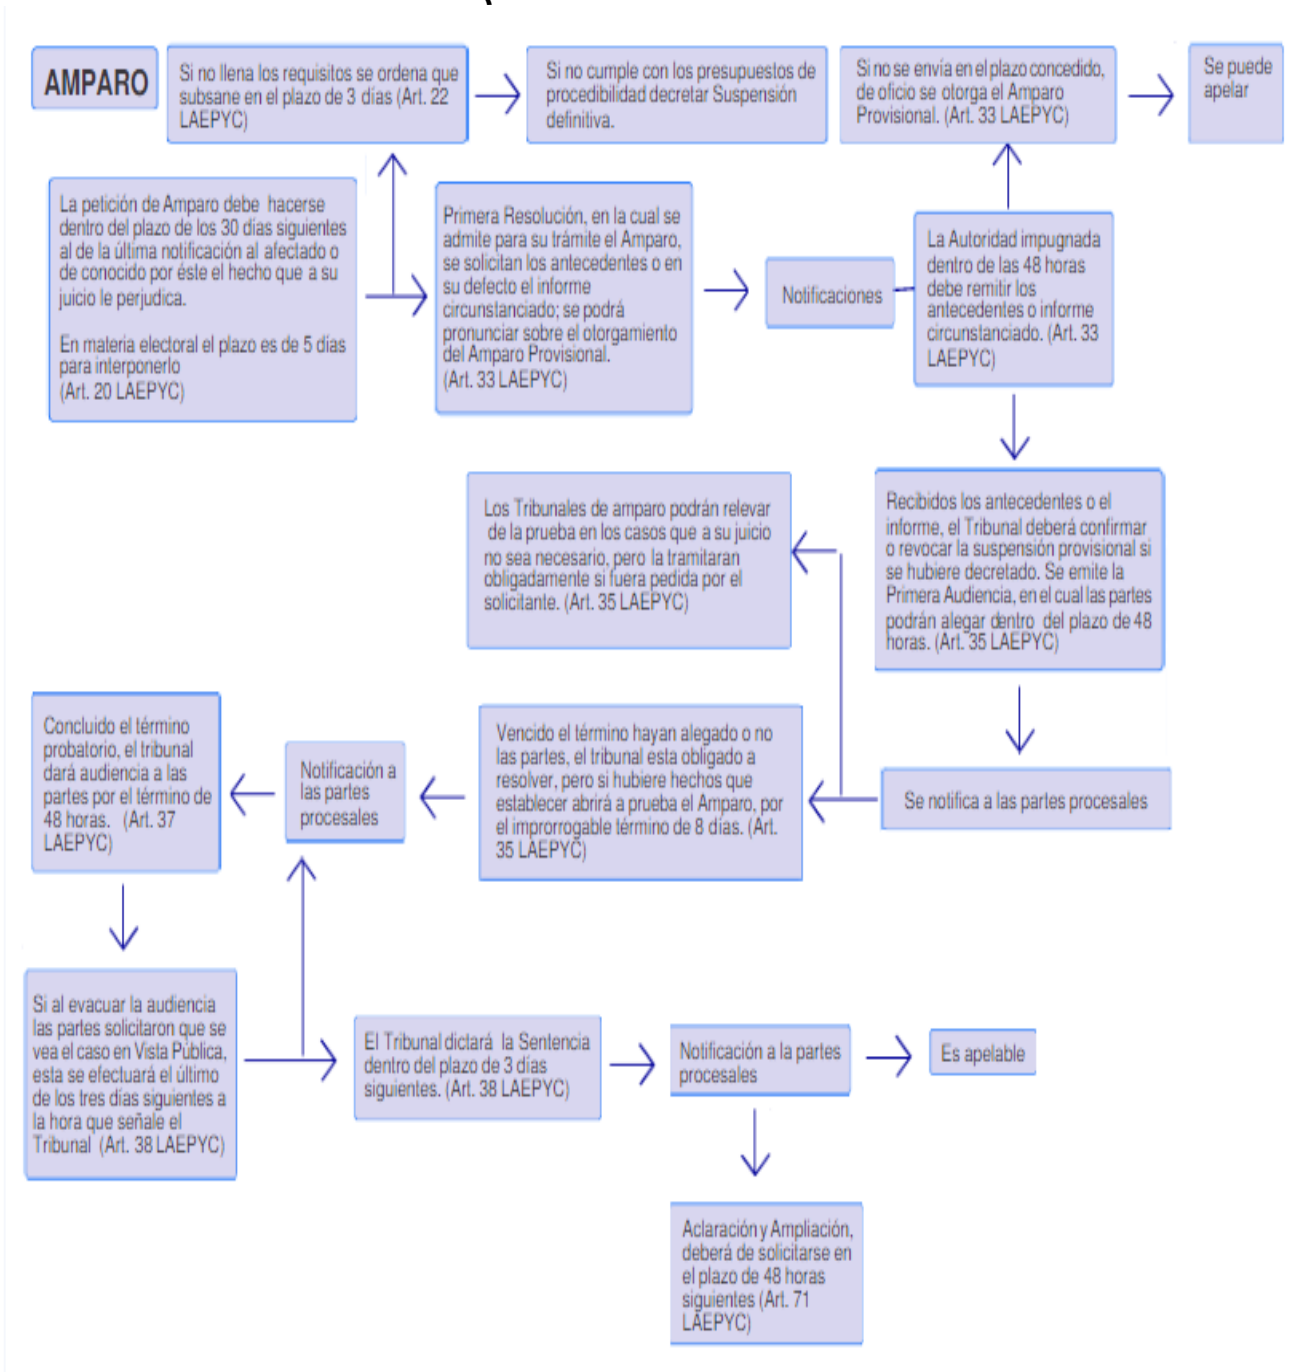 AMPARO
Si no llena los requisitos se ordena que
subsane en el plazo de 3 días (Art. 22
LAEPYC)
Si no cumple con los presupuestos de
procedibilidad decretar Suspensión
definitiva.
Si no se envía en el plazo concedido,
de oficio se otorga el Amparo
Provisional. (Art. 33 LAEPYC)
Se puede
apelar
La petición de Amparo debe hacerse
dentro del plazo de los 30 días siguientes
al de la última notificación al afectado o
de conocido por éste el hecho que a su
juicio le perjudica.
En materia electoral el plazo es de 5 días
para interponerlo
(Art. 20 LAEPYC)
Primera Resolución, en la cual se
admite para su trámite el Amparo,
se solicitan los antecedentes o en
su defecto el informe
circunstanciado; se podrá
pronunciar sobre el otorgamiento
del Amparo Provisional.
(Art. 33 LAEPYC)
Notificaciones
La Autoridad impugnada
dentro de las 48 horas
debe remitir los
antecedentes o informe
circunstanciado. (Art. 33
LAEPYC)
Los Tribunales de amparo podrán relevar
de la prueba en los casos que a su juicio
no sea necesario, pero la tramitaran
obligadamente si fuera pedida por el
solicitante. (Art. 35 LAEPYC)
Recibidos los antecedentes o el
informe, el Tribunal deberá confirmar
o revocar la suspensión provisional si
se hubiere decretado. Se emite la
Primera Audiencia, en el cual las partes
podrán alegar dentro del plazo de 48
horas. (Art. 35 LAEPYC)
Concluido el término
probatorio, el tribunal
dará audiencia a las
partes por el término de
48 horas. (Art. 37
LAEPYC)
Notificación a
las partes
procesales
Vencido el término hayan alegado o no
las partes, el tribunal esta obligado a
resolver, pero si hubiere hechos que
establecer abrirá a prueba el Amparo, por
el improrrogable término de 8 días. (Art.
35 LAEPYC)
Se notifica a las partes procesales
Si al evacuar la audiencia
las partes solicitaron que se
vea el caso en Vista Pública,
esta se efectuará el último
de los tres días siguientes a
la hora que señale el
Tribunal (Art. 38 LAEPYC)
El Tribunal dictará la Sentencia
dentro del plazo de 3 días
siguientes. (Art. 38 LAEPYC)
Notificación a la partes
procesales
Es apelable
Aclaración y Ampliación,
deberá de solicitarse en
el plazo de 48 horas
siguientes (Art. 71
LAEPYC)